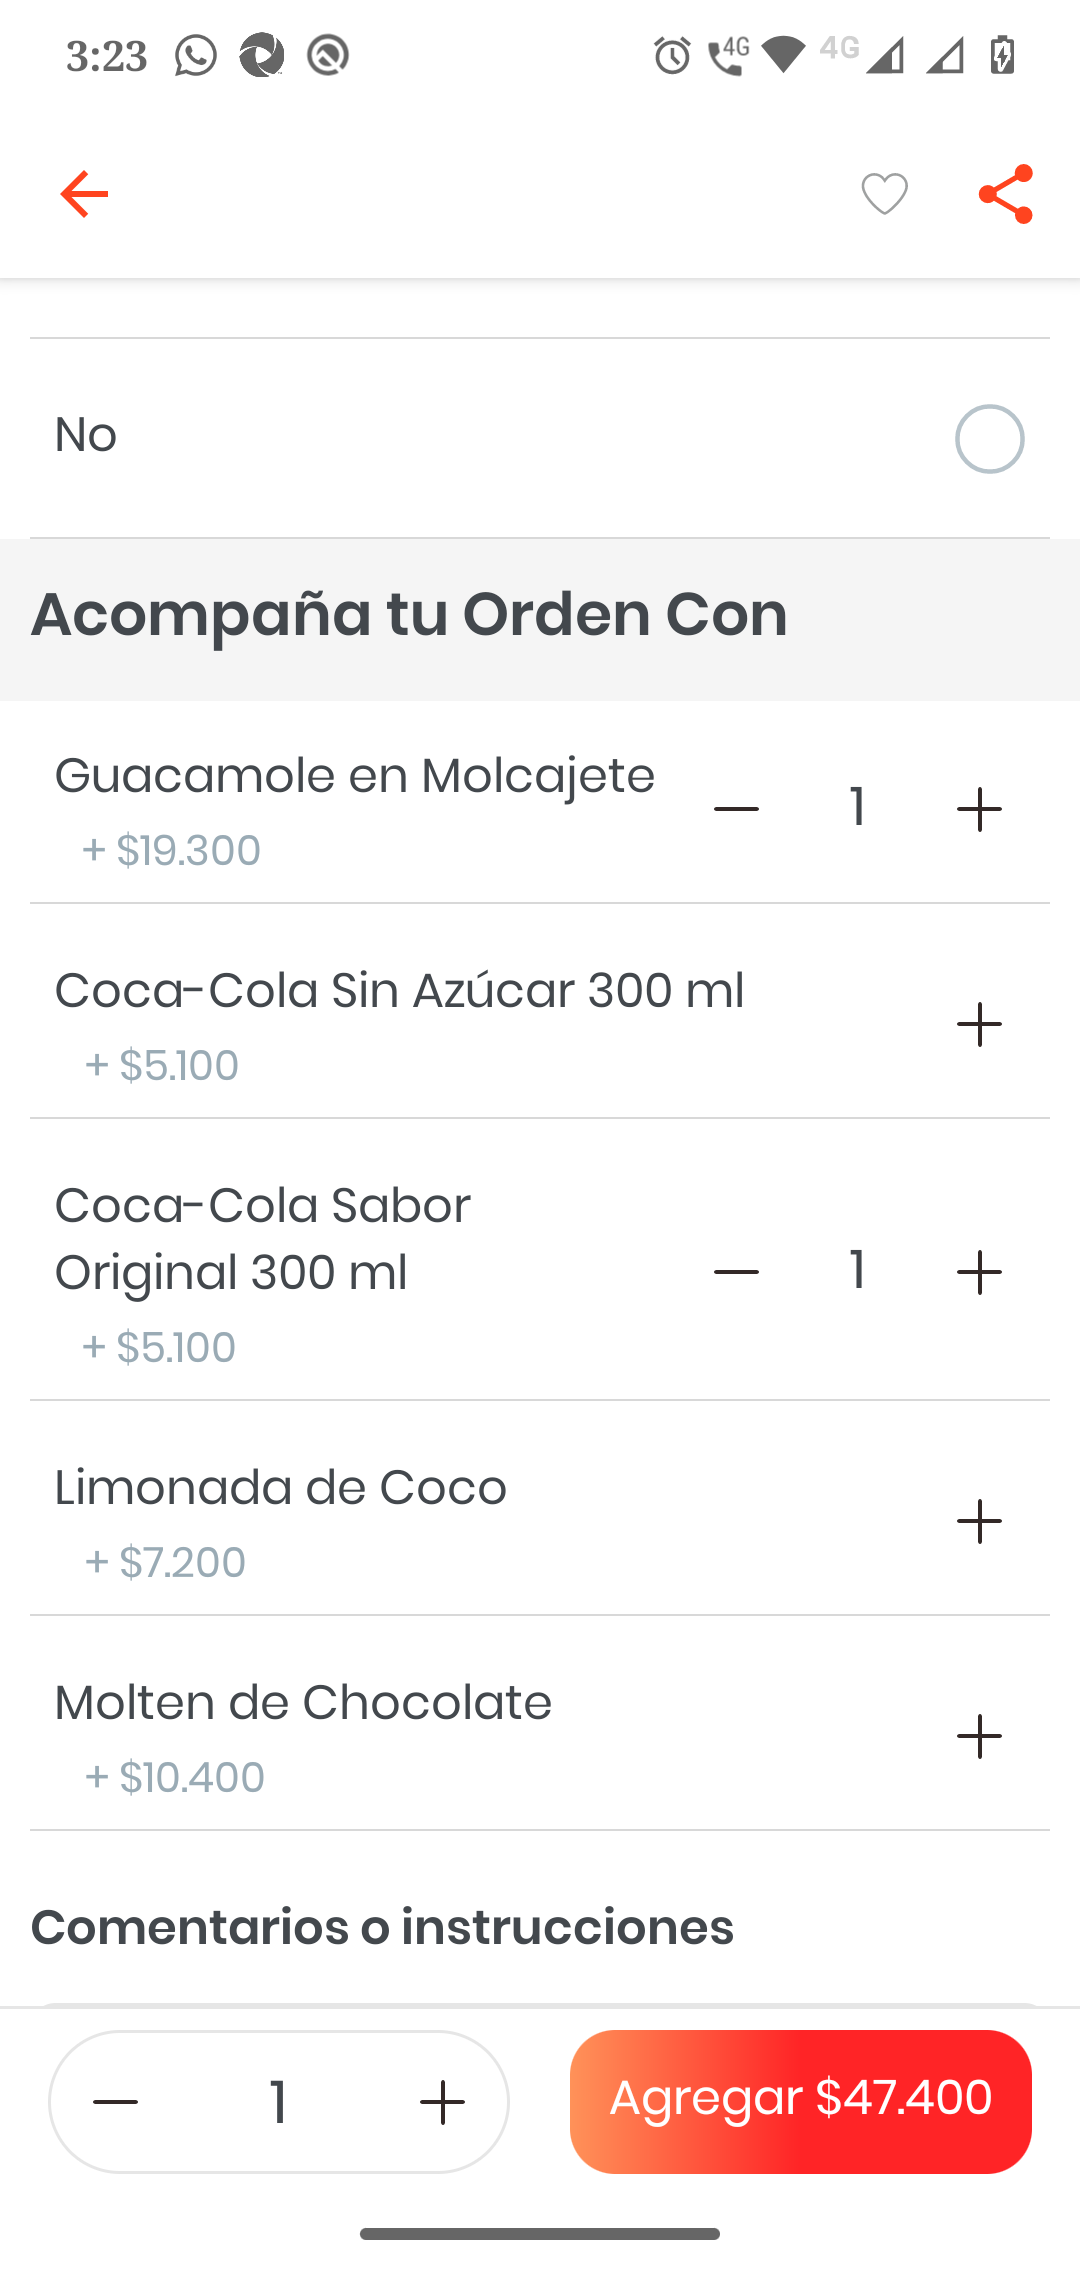 3:23
4G
4G
No
Acompaña tu Orden Con
Guacamole en Molcajete
1
+ $19.300
Coca-Cola Sin Azúcar 300 ml
+ $5.100
Coca-Cola Sabor
Original 300 ml
1
+ $5.100
Limonada de Coco
+ $7.200
Molten de Chocolate
+ $10.400
Comentarios o instrucciones
1
Agregar $47.400